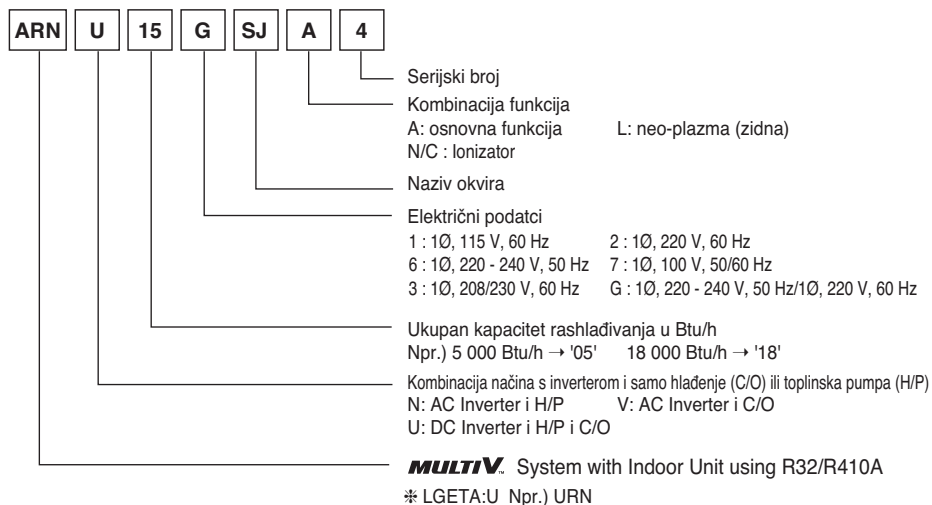 ARN U 15 G SJ A 4
Serijski broj
Kombinacija funkcija
A: osnovna funkcija L: neo-plazma (zidna)
N/C : Ionizator
Naziv okvira
Električni podatci
1 : 1Ø, 115 V, 60 Hz 2 : 1Ø, 220 V, 60 Hz
6 : 1Ø, 220 - 240 V, 50 Hz 7 : 1Ø, 100 V, 50/60 Hz
3 : 1Ø, 208/230 V, 60 Hz G : 1Ø, 220 - 240 V, 50 Hz/1Ø, 220 V, 60 Hz
Ukupan kapacitet rashlađivanja u Btu/h
Npr.) 5 000 Btu/h → '05' 18 000 Btu/h → '18'
Kombinacija načina s inverterom i samo hlađenje (C/O) ili toplinska pumpa (H/P)
N: AC Inverter i H/P V: AC Inverter i C/O
U: DC Inverter i H/P i C/O
MULTI V. System with Indoor Unit using R32/R410A
❈ LGETA:U Npr.) URN